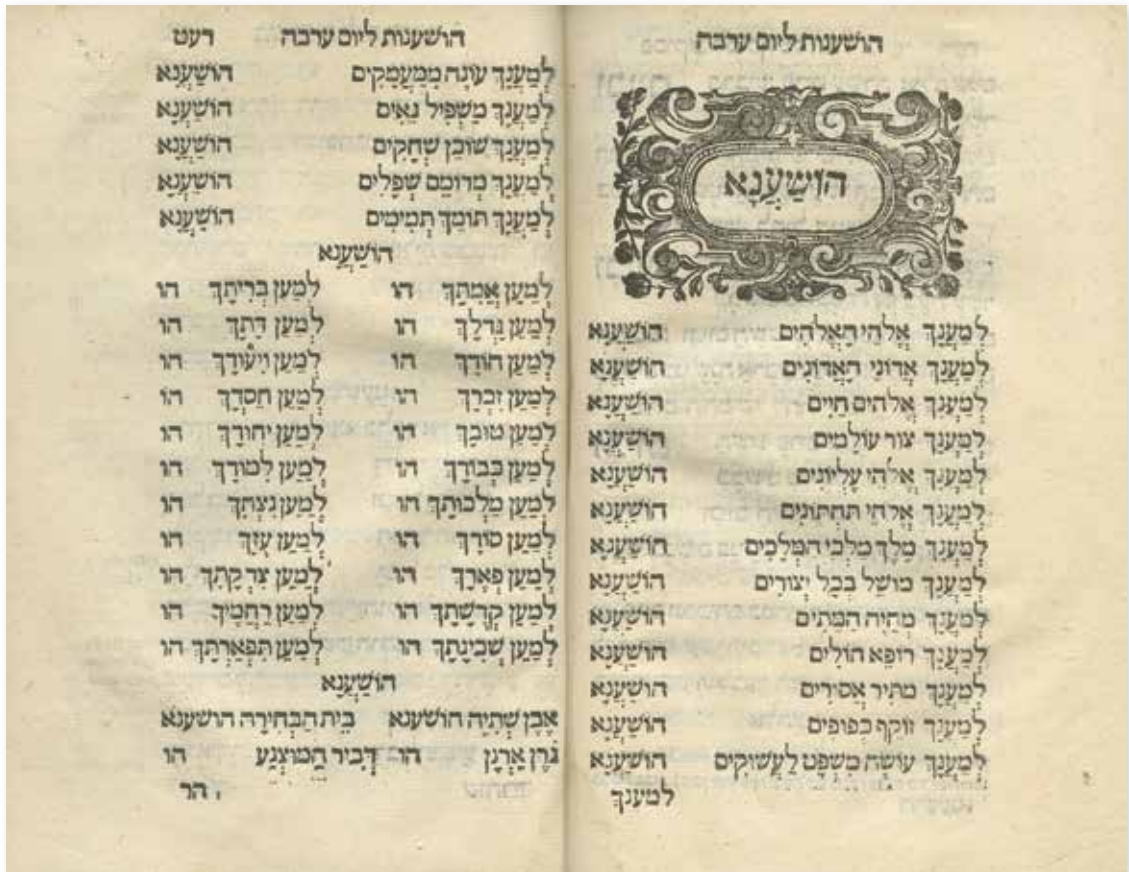 הושענות ליום ערבה
הוֹשַׁעֲנָא
לְמַעֲנָךְ אֱלֹהֵי הָאֱלֹהִים הוֹשַׁעֲנָא
לְמַעֲנָךְ אֲדוֹנֵי הָאֲדוֹנִים הוֹשַׁעֲנָא
לְמַעֲנָךְ אֱלֹהִים חַיִּים הוֹשַׁעֲנָא
לְמַעֲנָךְ צוּר עוֹלָמִים הוֹשַׁעֲנָא
לְמַעֲנָךְ אֱלֹהֵי עֶלְיוֹנִים הוֹשַׁעֲנָא
לְמַעֲנָךְ אֱלֹהֵי תַּחְתּוֹנִים הוֹשַׁעֲנָא
לְמַעֲנָךְ מֶלֶךְ מַלְכֵי הַמְּלָכִים הוֹשַׁעֲנָא
לְמַעֲנָךְ מוֹשֵׁל בְּכָל יְצוּרִים הוֹשַׁעֲנָא
לְמַעֲנָךְ מְחַיֶּה הַמֵּתִים הוֹשַׁעֲנָא
לְמַעֲנָךְ רוֹפֵא חוֹלִים הוֹשַׁעֲנָא
לְמַעֲנָךְ מַתִּיר אֲסִירִים הוֹשַׁעֲנָא
לְמַעֲנָךְ זוֹקֵף כְּפוּפִים הוֹשַׁעֲנָא
לְמַעֲנָךְ עוֹשֶׂה מִשְׁפָּט לַעֲשׁוּקִים הוֹשַׁעֲנָא
למענך
הושענות ליום ערבה רעט
לְמַעֲנָךְ עוֹנֶה מִמַּעֲמַקִּים הוֹשַׁעֲנָא
לְמַעֲנָךְ מַשְׁפִּיל גֵּאִים הוֹשַׁעֲנָא
לְמַעֲנָךְ שׁוֹכֵן שְׁחָקִים הוֹשַׁעֲנָא
לְמַעֲנָךְ מְרוֹמֵם שְׁפָלִים הוֹשַׁעֲנָא
לְמַעֲנָךְ תּוֹמֵךְ תְּמִימִים הוֹשַׁעֲנָא
הוֹשַׁעֲנָא
לְמַעַן אֲמִתָּךְ הו לְמַעַן בְּרִיתָךְ הו
לְמַעַן גָּדְלָךְ הו לְמַעַן דָּתָךְ הו
לְמַעַן הוֹדָךְ הו לְמַעַן וִיעוּדָךְ הו
לְמַעַן זִכְרָךְ הו לְמַעַן חַסְדָּךְ הו
לְמַעַן טוּבָךְ הו לְמַעַן יִחוּדָךְ הו
לְמַעַן כְּבוֹדָךְ הו לְמַעַן לִמּוּדָךְ הו
לְמַעַן מַלְכוּתָךְ הו לְמַעַן נִצְחָךְ הו
לְמַעַן סוֹדָךְ הו לְמַעַן עֻזָּךְ הו
לְמַעַן פְּאֵרָךְ הו לְמַעַן צִדְקָתָךְ הו
לְמַעַן קְדֻשָּׁתָךְ הו לְמַעַן רַחֲמֶיךָ הו
לְמַעַן שְׁכִינָתָךְ הו לְמַעַן תִּפְאַרְתָּךְ הו
הוֹשַׁעֲנָא
אֶבֶן שְׁתִיָּה הושענא בֵּית הַבְּחִירָה הושענא
גֹּרֶן אָרְנָן הו דְּבִיר הַמּוּצְנָע הו
הר